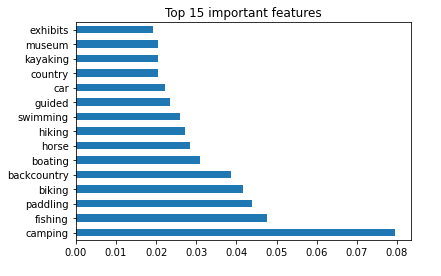 Top 15 important features
exhibits
museum
kayaking
country
car
guided
swimming
hiking
horse
boating
backcountry
biking
paddling
fishing
camping
0.00 0.01 0.02 0.03 0.04 0.05 0.06 0.07 0.08